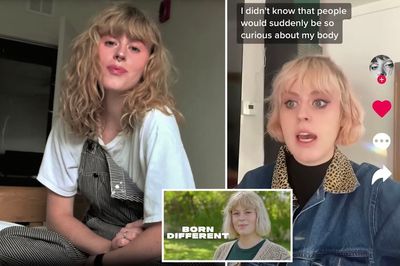 I didn't know that people
would suddenly be so
curious about my body
BORN
DIFFERENT